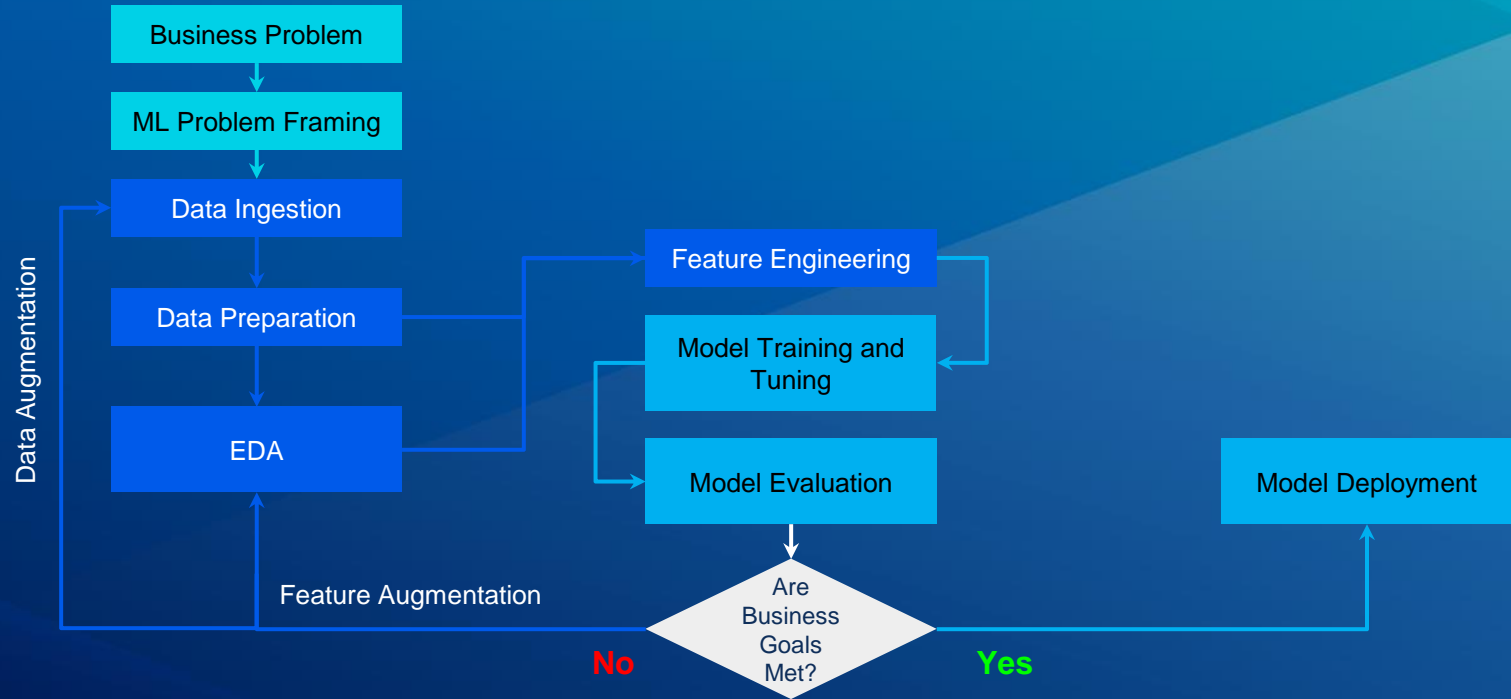 Business Problem
ML Problem Framing
Data Ingestion
Data Preparation
EDA
Data Augmentation
Feature Augmentation
Feature Engineering
Model Training and
Tuning
Model Evaluation
Are
Business
Goals
Met?
No
Yes
Model Deployment